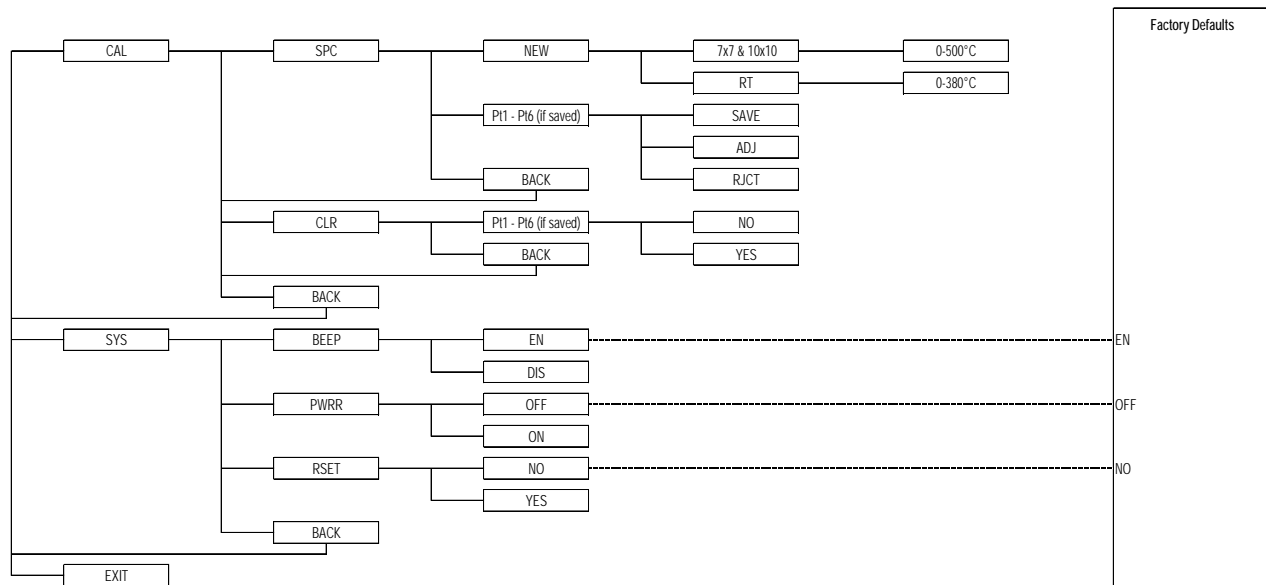 Factory Defaults
CAL SPC NEW 7x7 & 10x10 0-500°C
RT 0-380°C
Pt1 - Pt6 (if saved) SAVE
ADJ
BACK RJCT
CLR Pt1 - Pt6 (if saved) NO
BACK YES
BACK
SYS BEEP EN EN
DIS
PWRR OFF OFF
ON
RSET NO NO
YES
BACK
EXIT